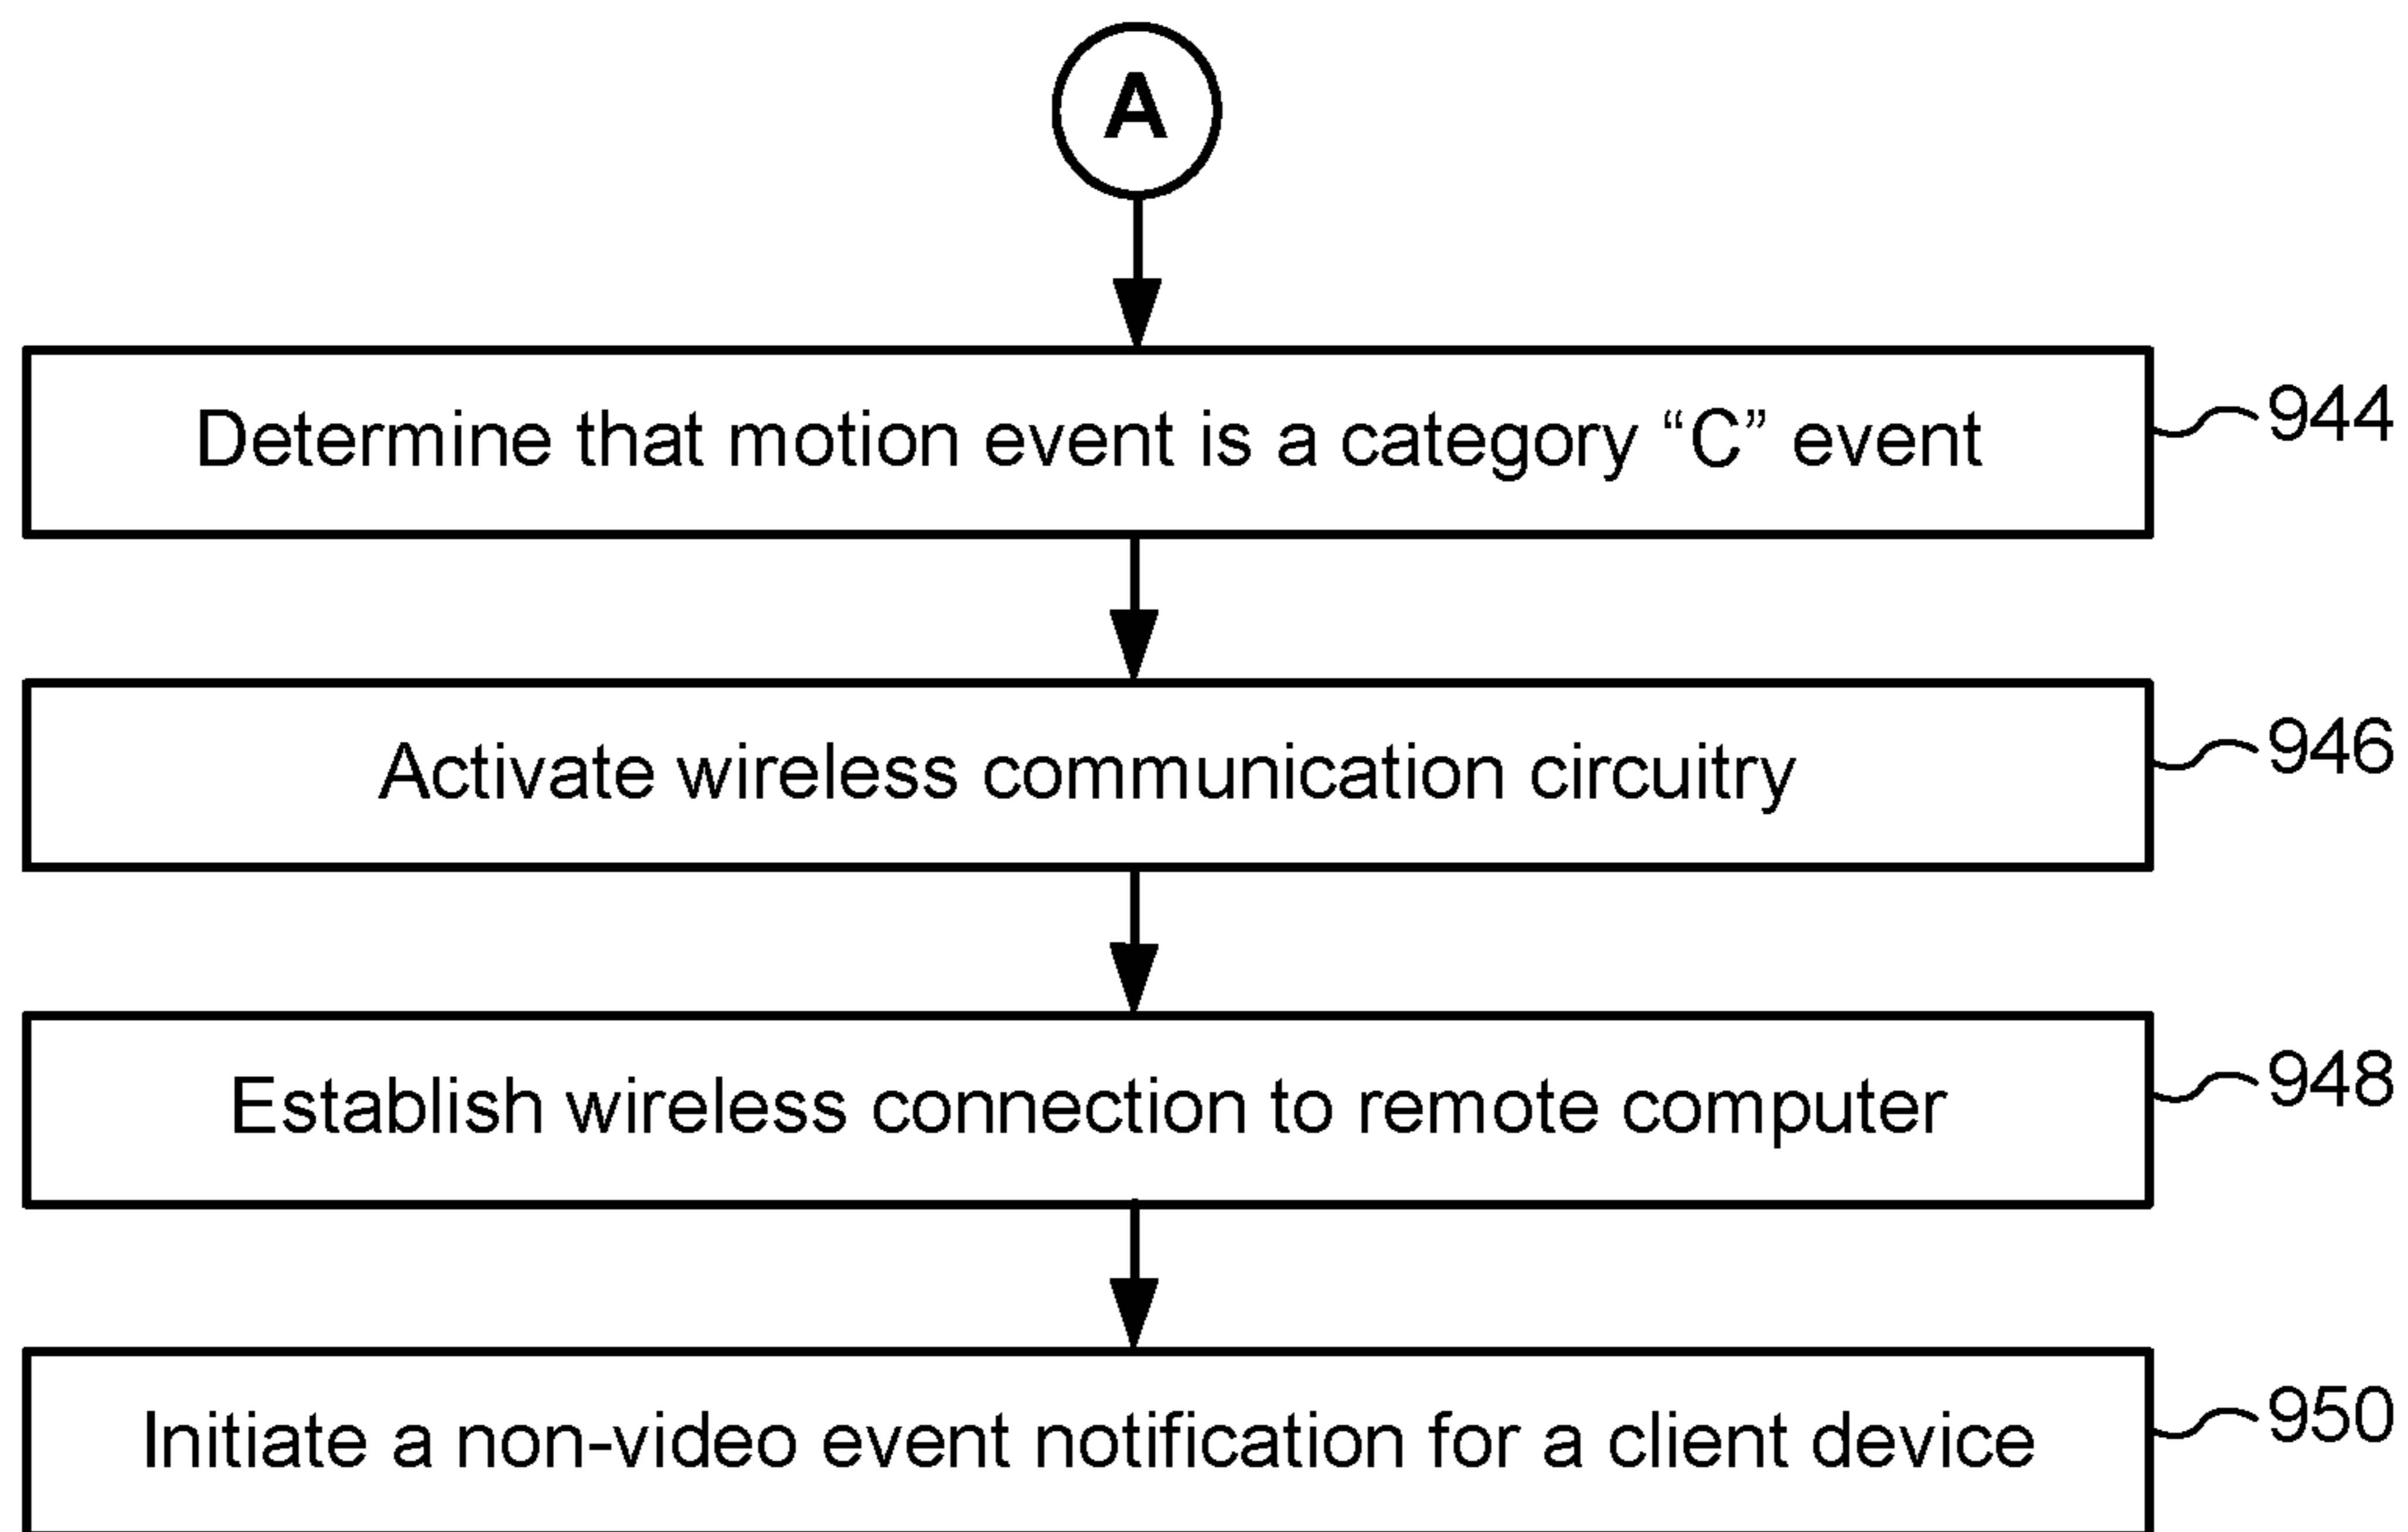 A
Determine that motion event is a category “C” event
944
Activate wireless communication circuitry
946
Establish wireless connection to remote computer
948
Initiate a non-video event notification for a client device
950